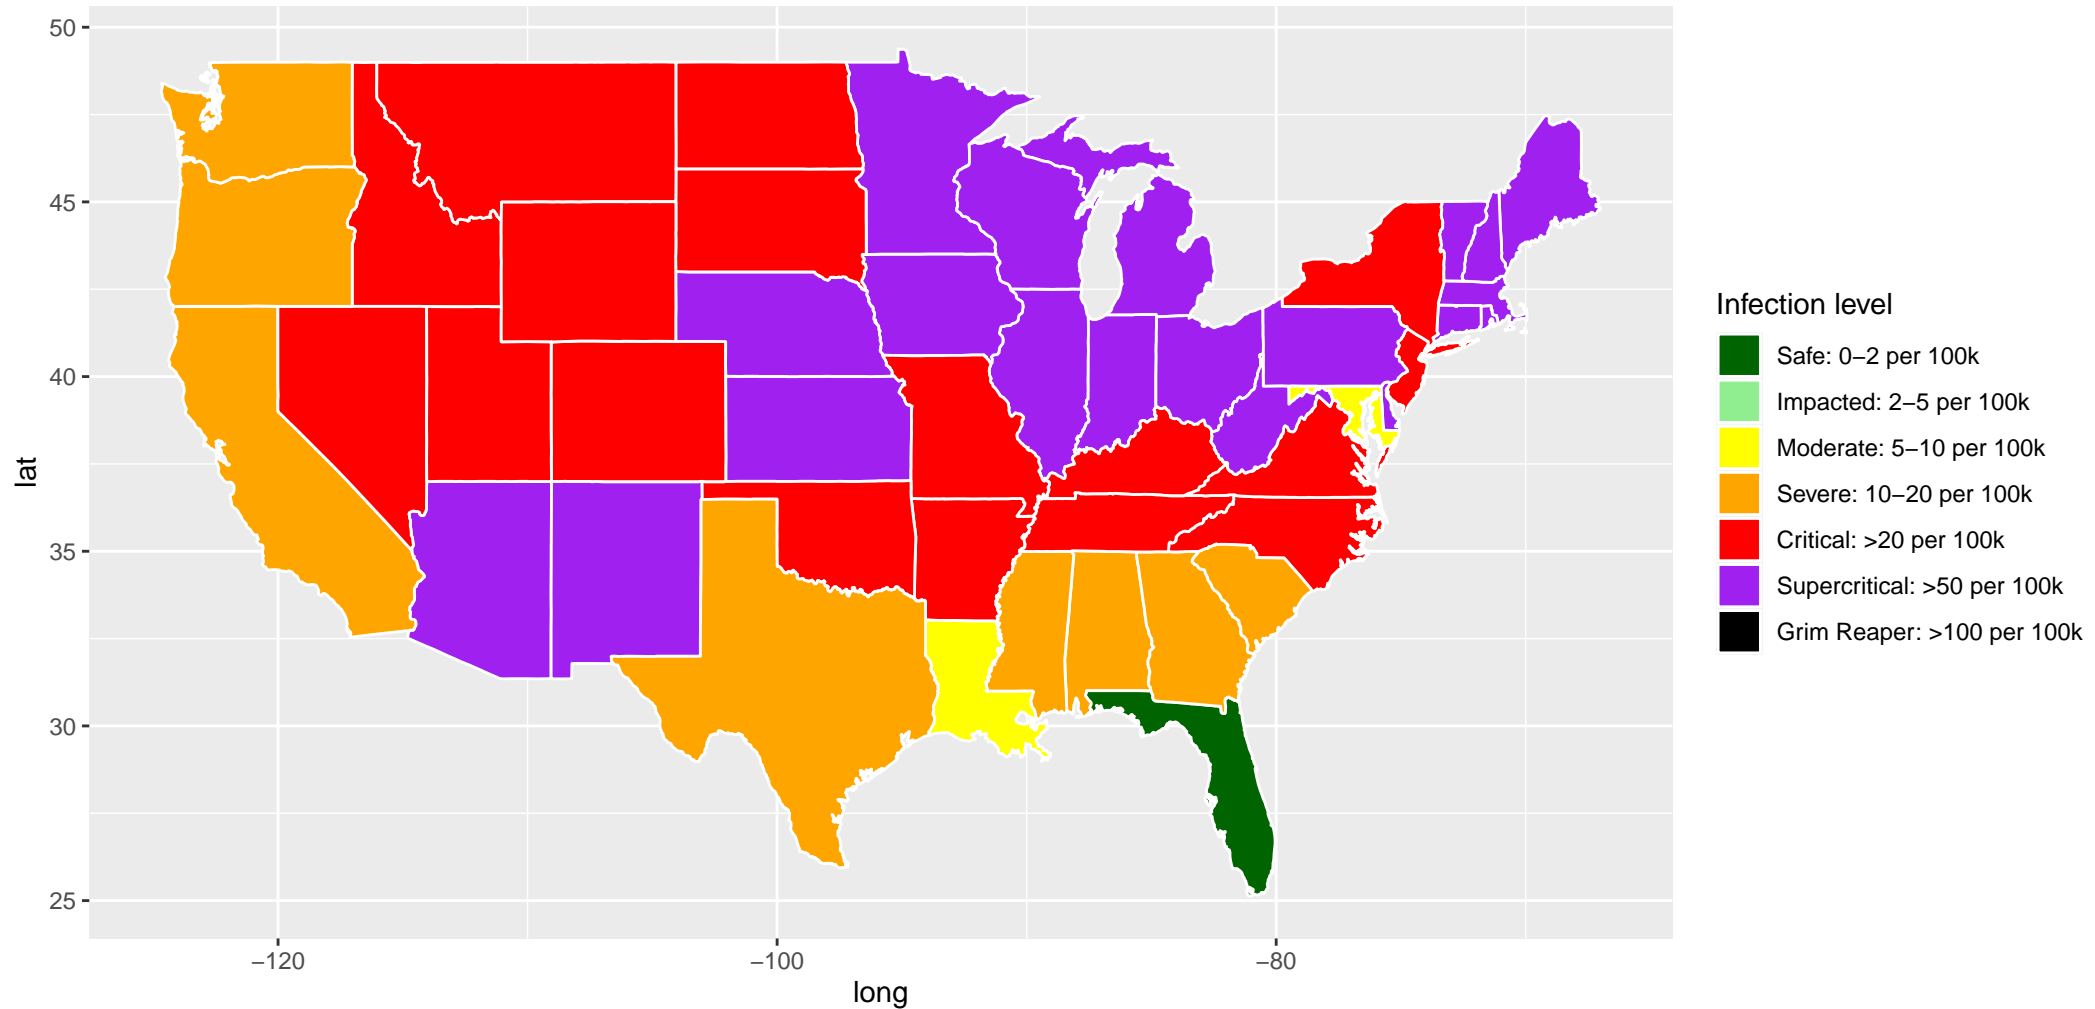 50
45
40
35
30
25
lat
−120
−100
−80
long
Infection level
Safe: 0−2 per 100k
Impacted: 2−5 per 100k
Moderate: 5−10 per 100k
Severe: 10−20 per 100k
Critical: >20 per 100k
Supercritical: >50 per 100k
Grim Reaper: >100 per 100k